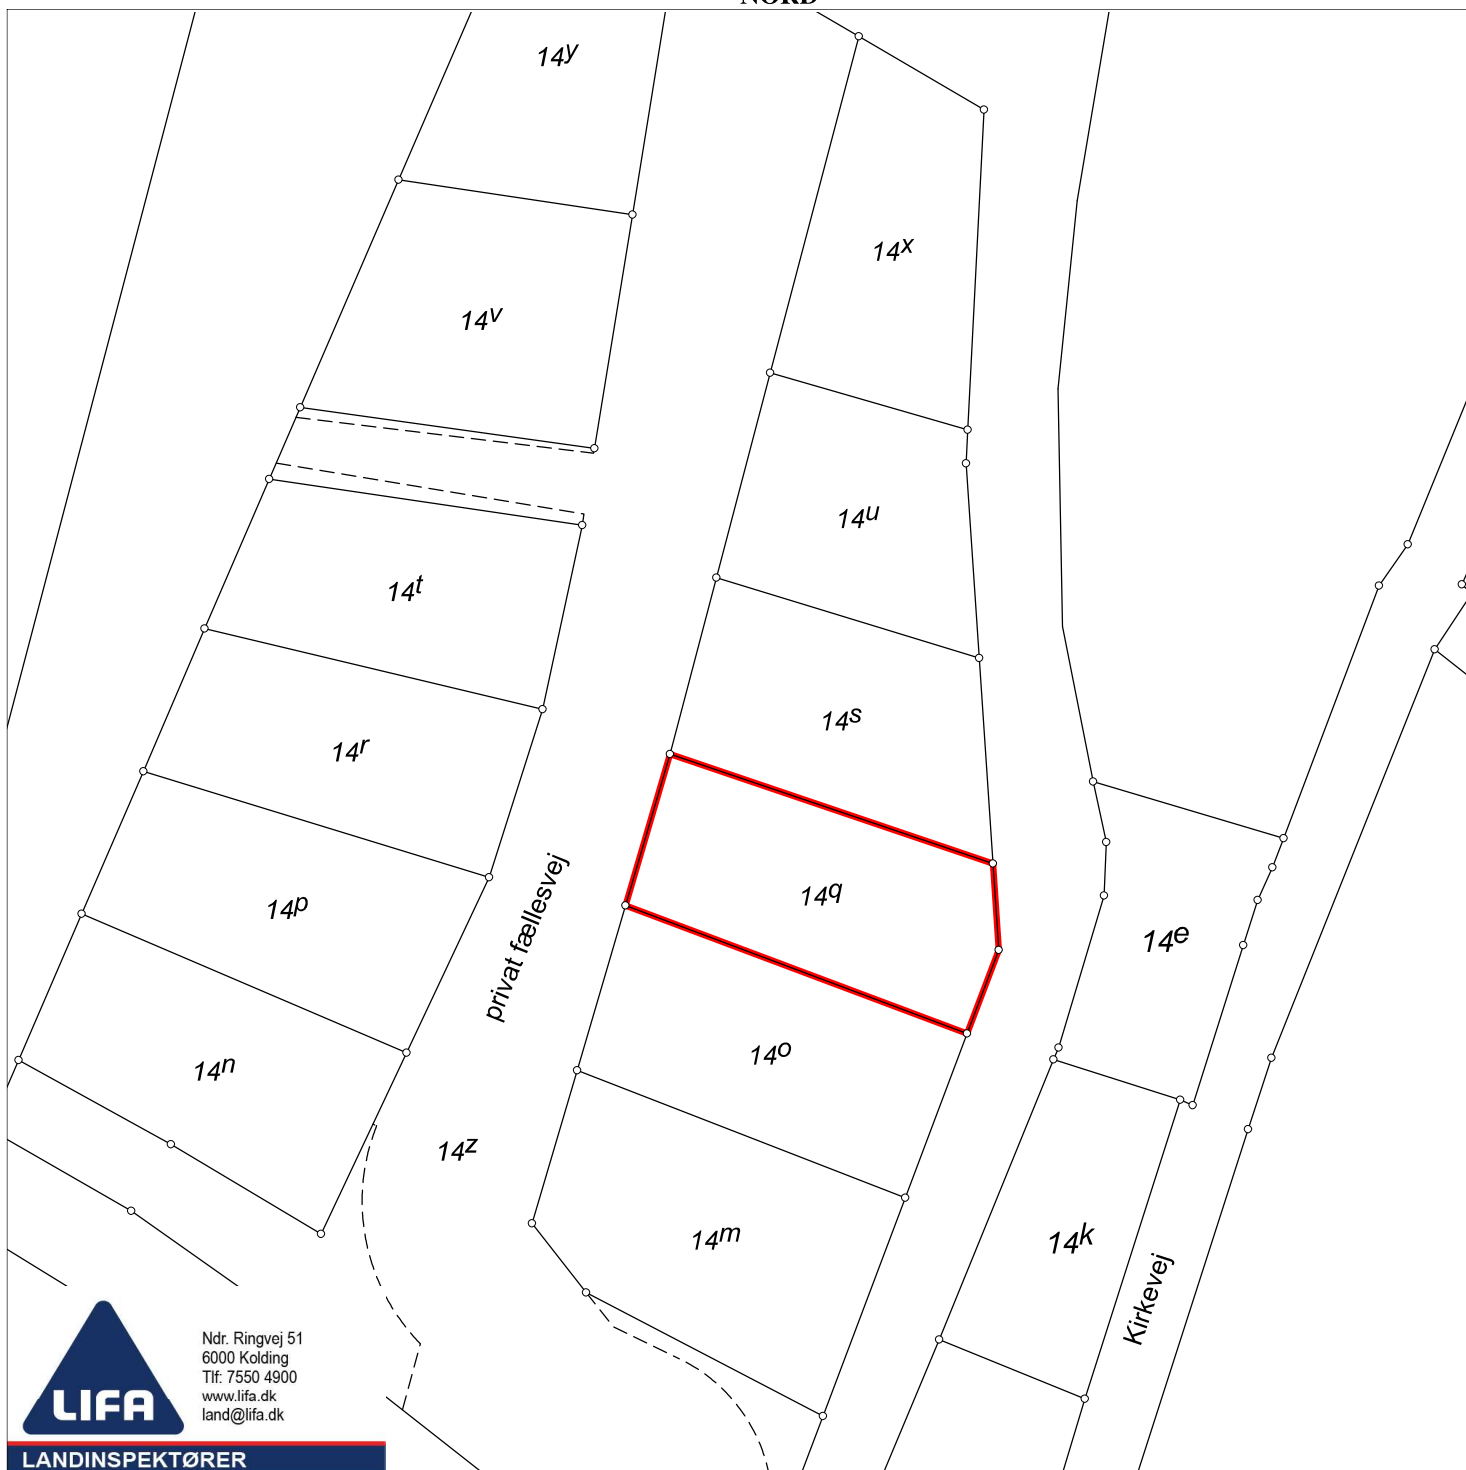 NORD
14y
14x
14v
14u
14t
14s
14r
14q
14p
privat fællesvej
14e
14o
14n
14z
14m
14k
Kirkevej
Ndr. Ringvej 51
6000 Kolding
Tlf: 7550 4900
www.lifa.dk
land@lifa.dk
LIFA
LANDINSPEKTØRER